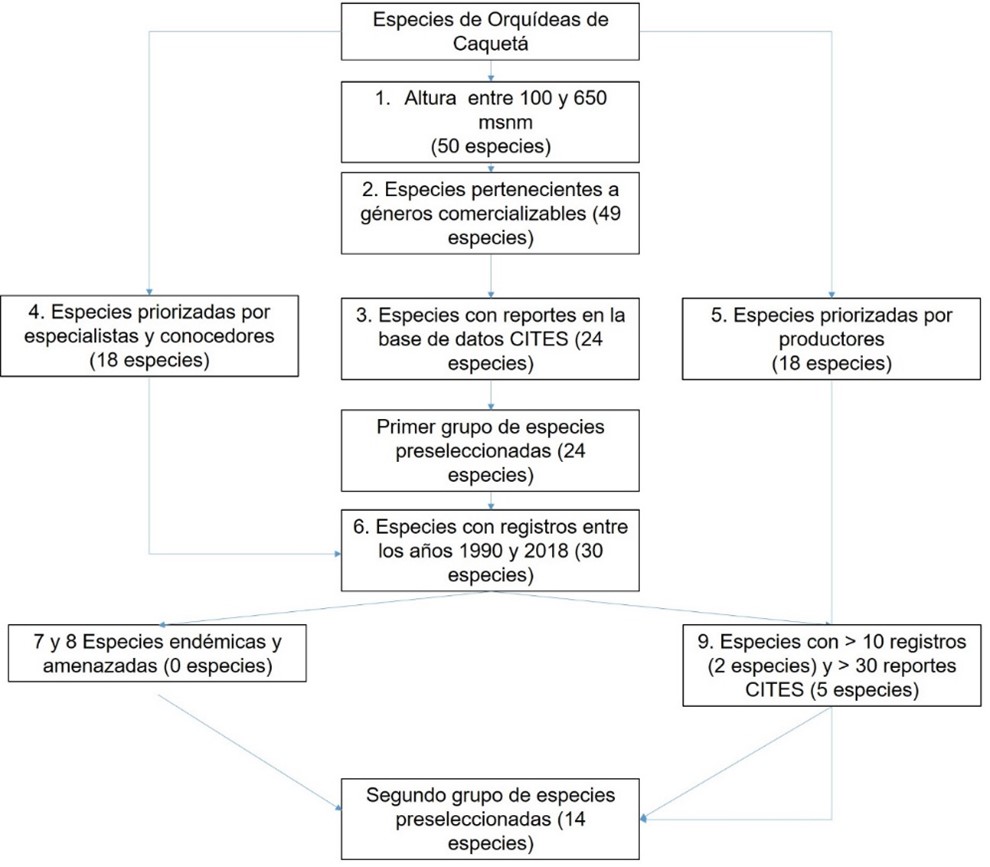 Especies de Orquídeas de
Caquetá
1. Altura entre 100 y 650
msnm
(50 especies)
2. Especies pertenecientes a
géneros comercializables (49
especies)
4. Especies priorizadas por
especialistas y conocedores
(18 especies)
3. Especies con reportes en la
base de datos CITES (24
especies)
5. Especies priorizadas por
productores
(18 especies)
Primer grupo de especies
preseleccionadas (24
especies)
6. Especies con registros entre
los años 1990 y 2018 (30
especies)
7 y 8 Especies endémicas y
amenazadas (0 especies)
9. Especies con > 10 registros
(2 especies) y > 30 reportes
CITES (5 especies)
Segundo grupo de especies
preseleccionadas (14
especies)